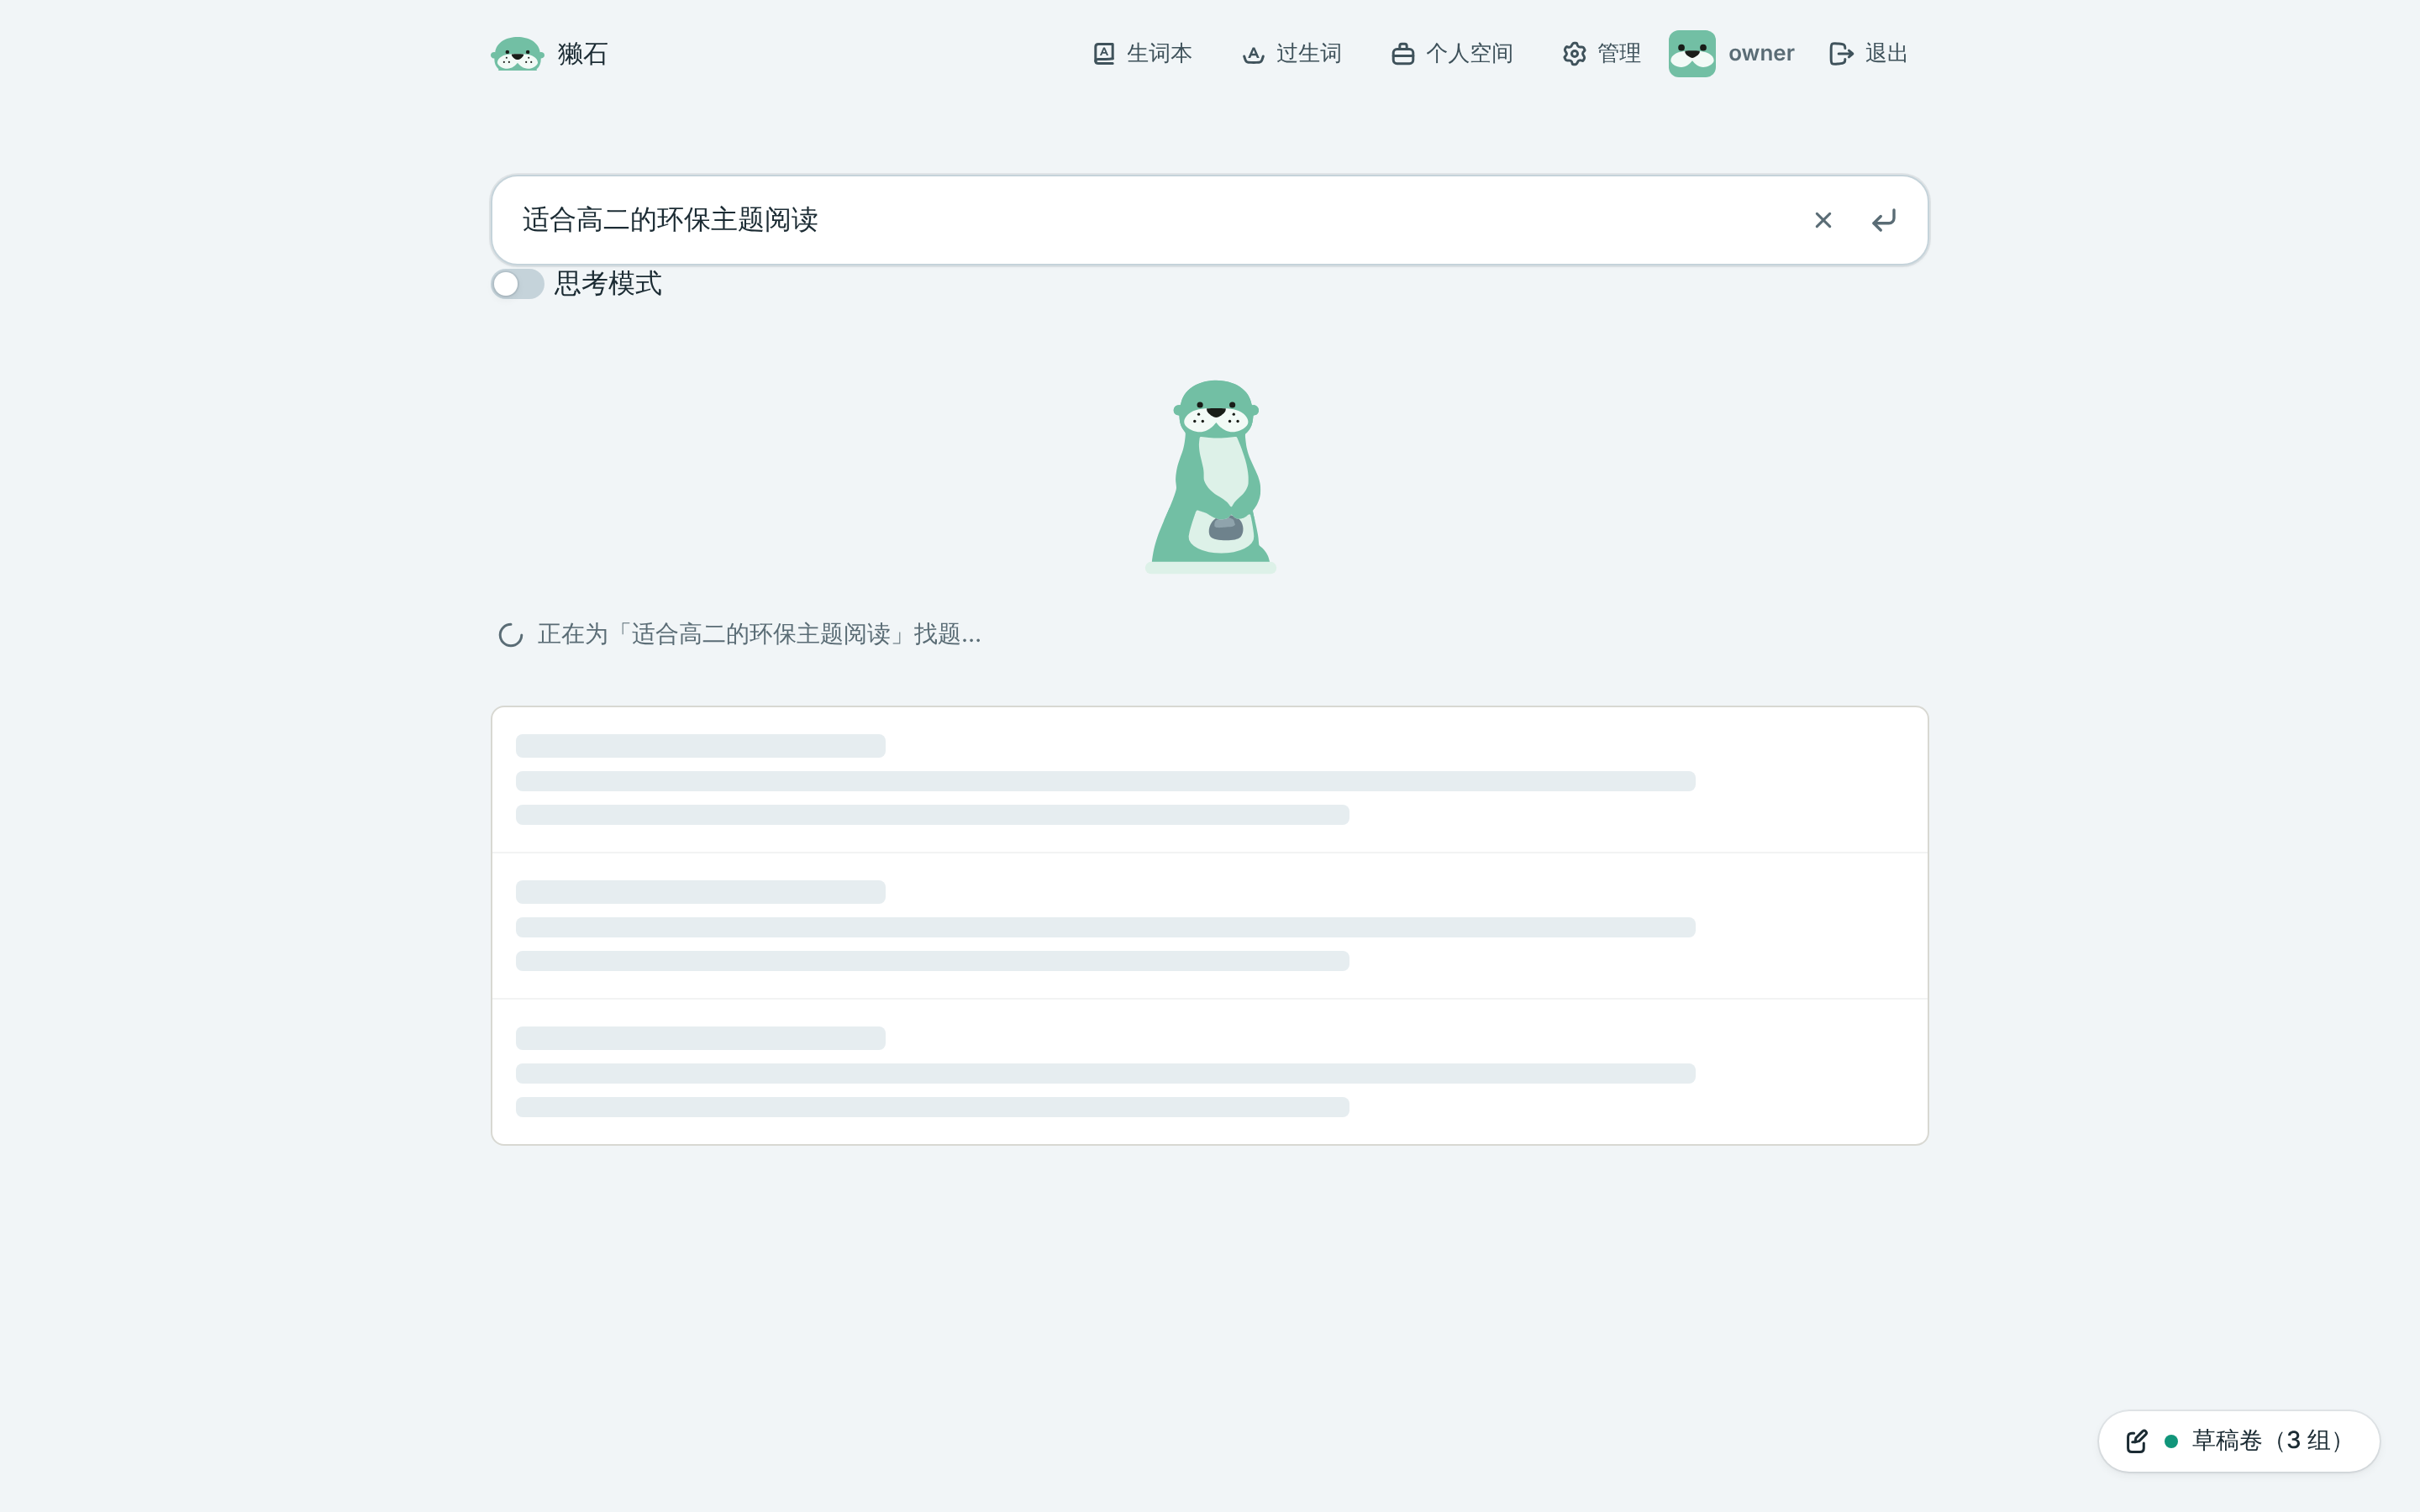 獭石
生词本
过生词
个人空间
管理
owner
退出
适合高二的环保主题阅读
思考模式
正在为「适合高二的环保主题阅读」找题...
草稿卷（3 组）